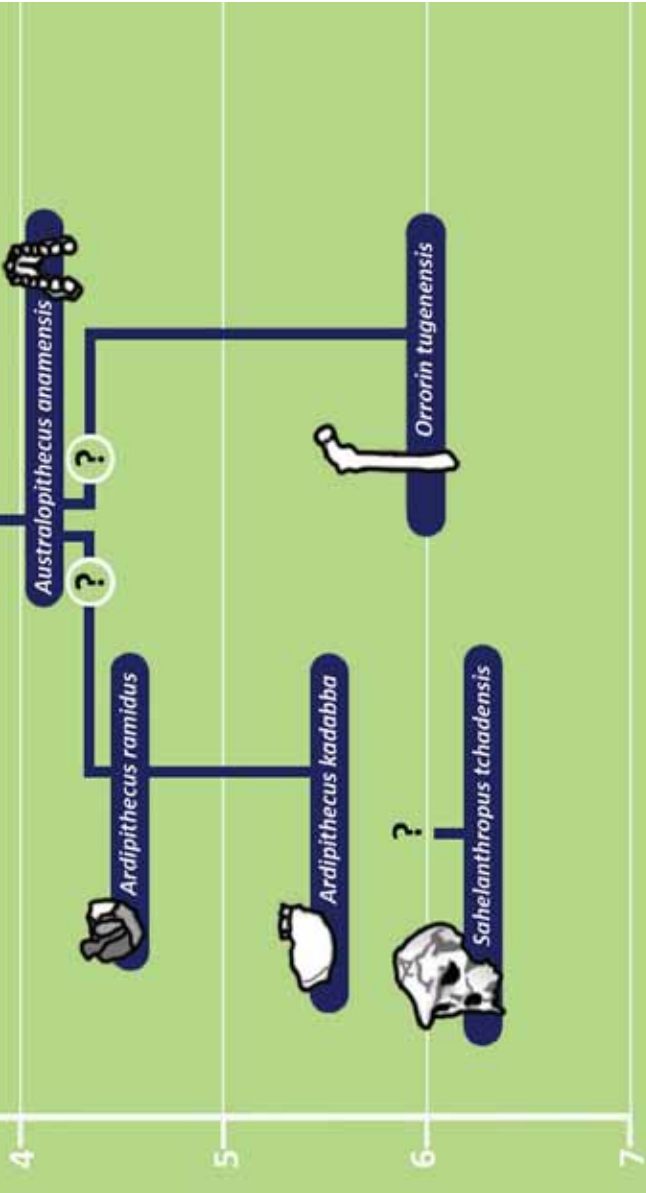 4
Australopithecus anamensis
? ?
Ardipithecus ramidus
5
Ardipithecus kadabba
?
6
Orrorin tugenensis
Sahelanthropus tchadensis
7